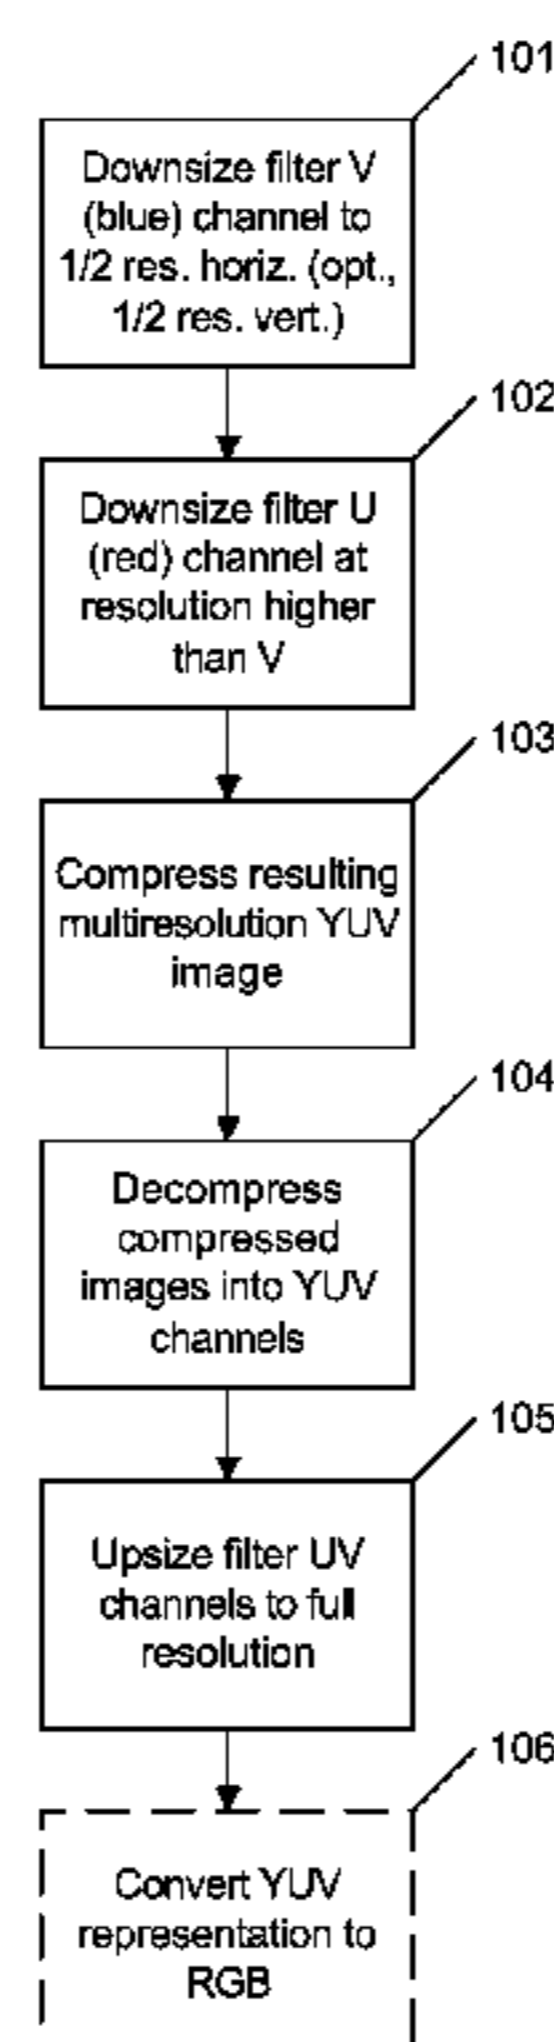 101
Downsize filter V
(blue) channel to
1/2 res. horiz. (opt.,
1/2 res. vert.)
102
Downsize filter U
(red) channel at
resolution higher
than V
103
Compress resulting
multiresolution YUV
image
104
Decompress
compressed
images into YUV
channels
105
Upsize filter UV
channels to full
resolution
106
Convert YUV
representation to
RGB